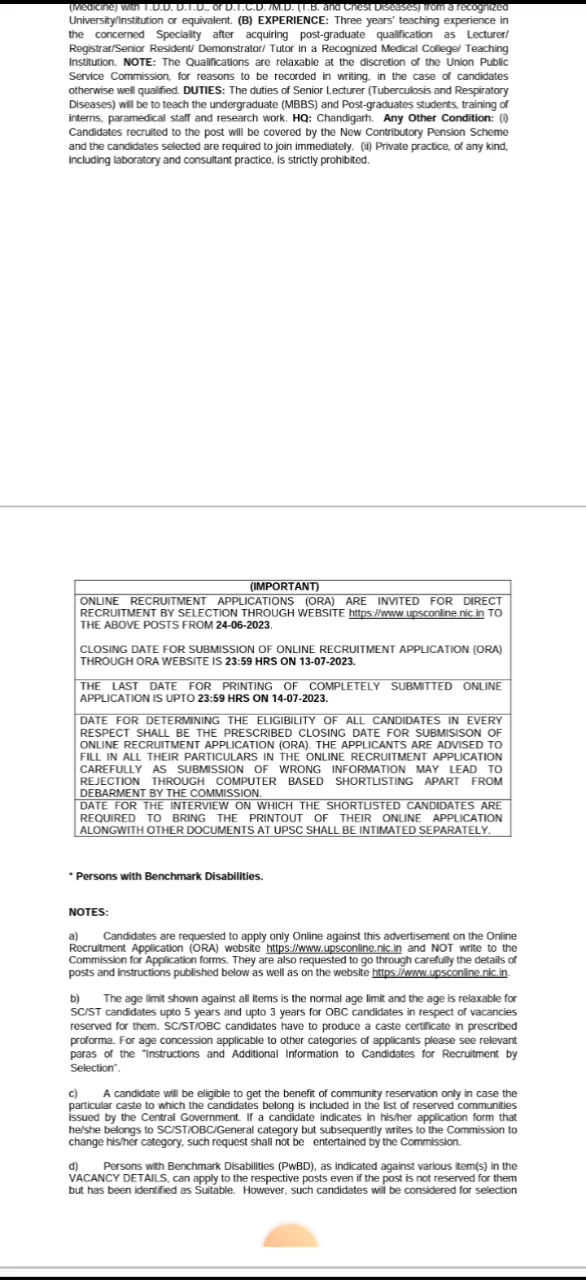 (Medicine) with T.D.D, D.T.D., or D.T.C.D. /M.D. (T.B. and Chest Diseases) from a recognized
University/Institution or equivalent. (B) EXPERIENCE: Three years' teaching experience in
the concerned Speciality after acquiring post-graduate qualification as Lecturer/
Registrar/Senior Resident/ Demonstrator/ Tutor in a Recognized Medical College/ Teaching
Institution. NOTE: The Qualifications are relaxable at the discretion of the Union Public
Service Commission, for reasons to be recorded in writing, in the case of candidates
otherwise well qualified. DUTIES: The duties of Senior Lecturer (Tuberculosis and Respiratory
Diseases) will be to teach the undergraduate (MBBS) and Post-graduates students, training of
interns, paramedical staff and research work. HQ: Chandigarh. Any Other Condition: (i)
Candidates recruited to the post will be covered by the New Contributory Pension Scheme
and the candidates selected are required to join immediately. (ii) Private practice, of any kind,
including laboratory and consultant practice, is strictly prohibited.
(IMPORTANT)
ONLINE RECRUITMENT APPLICATIONS (ORA) ARE INVITED FOR DIRECT
RECRUITMENT BY SELECTION THROUGH WEBSITE https://www.upsconline.nic.in TO
THE ABOVE POSTS FROM 24-06-2023.
CLOSING DATE FOR SUBMISSION OF ONLINE RECRUITMENT APPLICATION (ORA)
THROUGH ORA WEBSITE IS 23:59 HRS ON 13-07-2023.
THE LAST DATE FOR PRINTING OF COMPLETELY SUBMITTED ONLINE
APPLICATION IS UPTO 23:59 HRS ON 14-07-2023.
DATE FOR DETERMINING THE ELIGIBILITY OF ALL CANDIDATES IN EVERY
RESPECT SHALL BE THE PRESCRIBED CLOSING DATE FOR SUBMISISON OF
ONLINE RECRUITMENT APPLICATION (ORA). THE APPLICANTS ARE ADVISED TO
FILL IN ALL THEIR PARTICULARS IN THE ONLINE RECRUITMENT APPLICATION
CAREFULLY AS SUBMISSION OF WRONG INFORMATION MAY LEAD TO
REJECTION THROUGH COMPUTER BASED SHORTLISTING APART FROM
DEBARMENT BY THE COMMISSION.
DATE FOR THE INTERVIEW ON WHICH THE SHORTLISTED CANDIDATES ARE
REQUIRED TO BRING THE PRINTOUT OF THEIR ONLINE APPLICATION
ALONGWITH OTHER DOCUMENTS AT UPSC SHALL BE INTIMATED SEPARATELY.
* Persons with Benchmark Disabilities.
NOTES:
a) Candidates are requested to apply only Online against this advertisement on the Online
Recruitment Application (ORA) website https://www.upsconline.nic.in and NOT write to the
Commission for Application forms. They are also requested to go through carefully the details of
posts and instructions published below as well as on the website https://www.upsconline.nic.in.
b) The age limit shown against all items is the normal age limit and the age is relaxable for
SC/ST candidates upto 5 years and upto 3 years for OBC candidates in respect of vacancies
reserved for them. SC/ST/OBC candidates have to produce a caste certificate in prescribed
proforma. For age concession applicable to other categories of applicants please see relevant
paras of the "Instructions and Additional Information to Candidates for Recruitment by
Selection".
c) A candidate will be eligible to get the benefit of community reservation only in case the
particular caste to which the candidates belong is included in the list of reserved communities
issued by the Central Government. If a candidate indicates in his/her application form that
he/she belongs to SC/ST/OBC/General category but subsequently writes to the Commission to
change his/her category, such request shall not be entertained by the Commission.
d) Persons with Benchmark Disabilities (PwBD), as indicated against various item(s) in the
VACANCY DETAILS, can apply to the respective posts even if the post is not reserved for them
but has been identified as Suitable. However, such candidates will be considered for selection